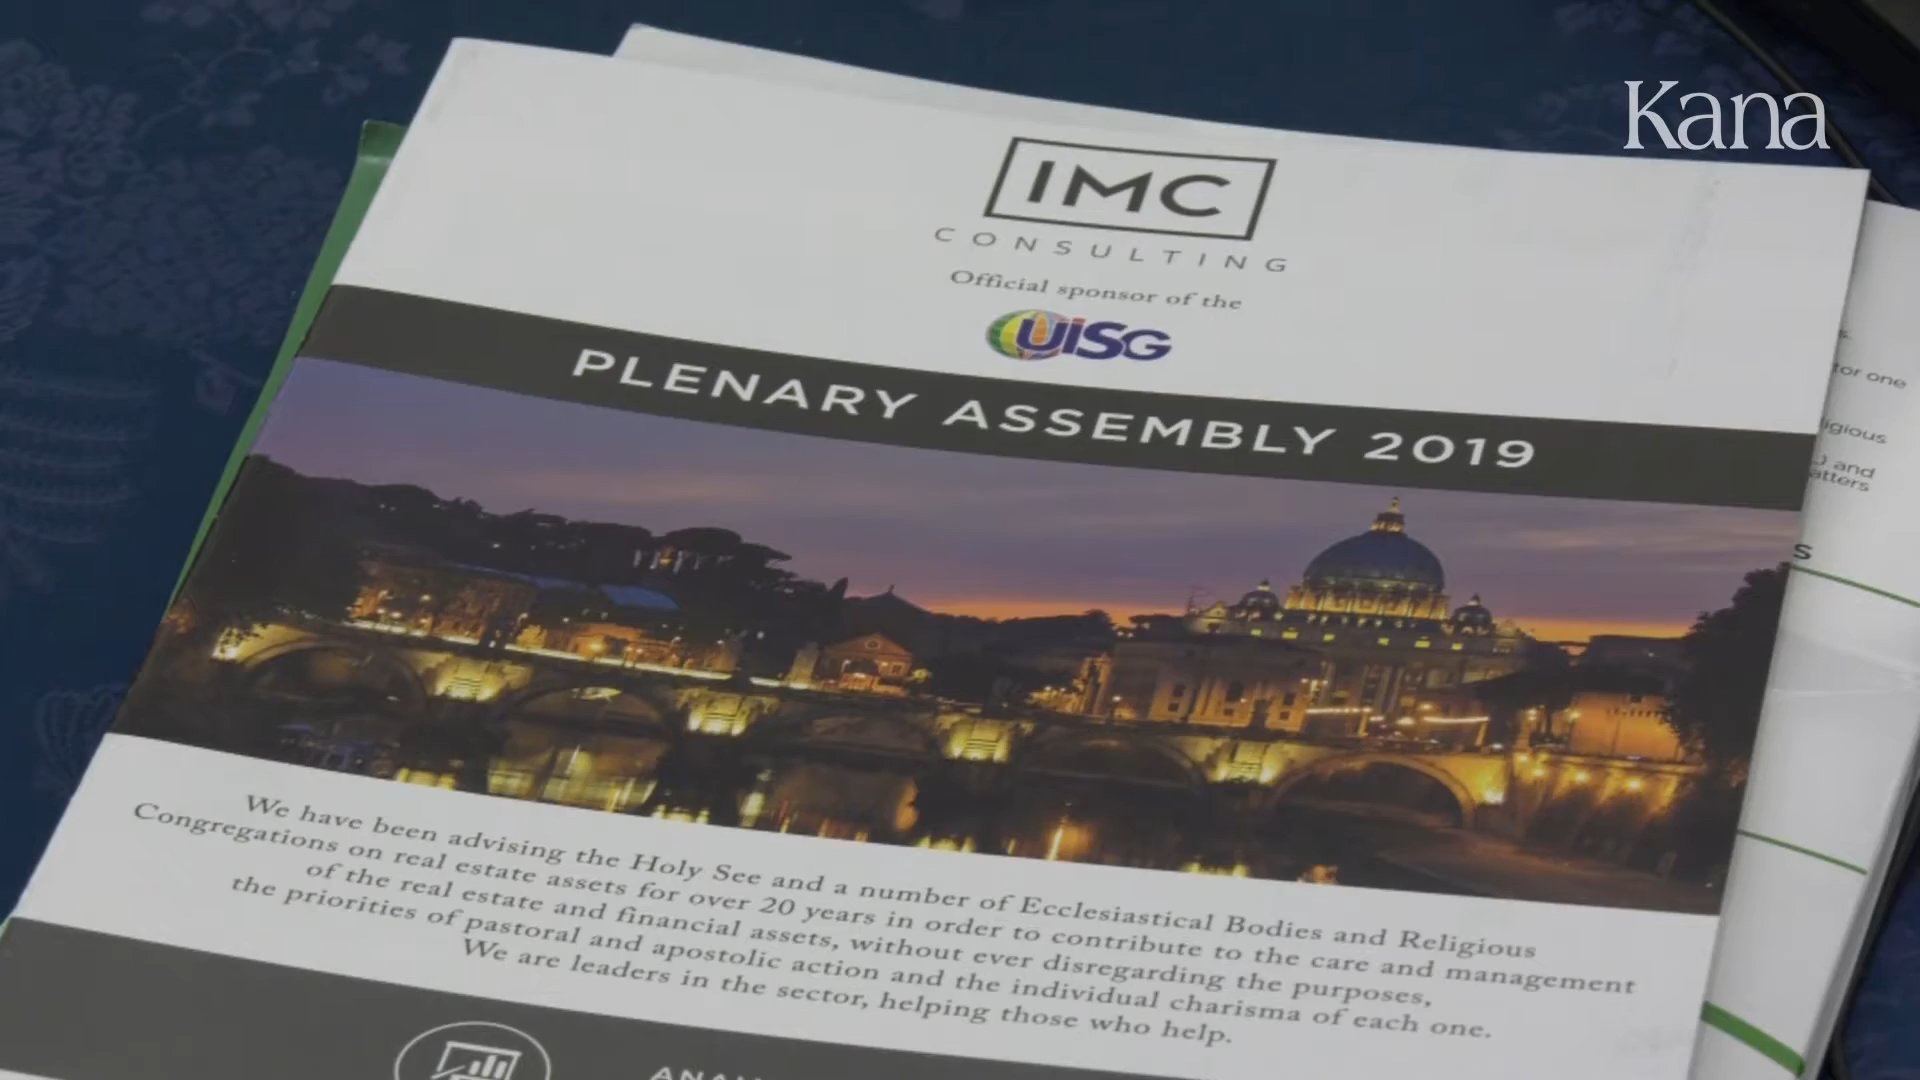 Kana
IMC
CONSULTING
Official sponsor of the
UISG
PLENARY ASSEMBLY 2019
We have been advising the Holy See and a number of Ecclesiastical Bodies and Religious
Congregations on real estate assets for over 20 years in order to contribute to the care and management
of the real estate and financial assets, without ever disregarding the purposes,
the priorities of pastoral and apostolic action and the individual charisma of each one.
We are leaders in the sector, helping those who help.
one
and